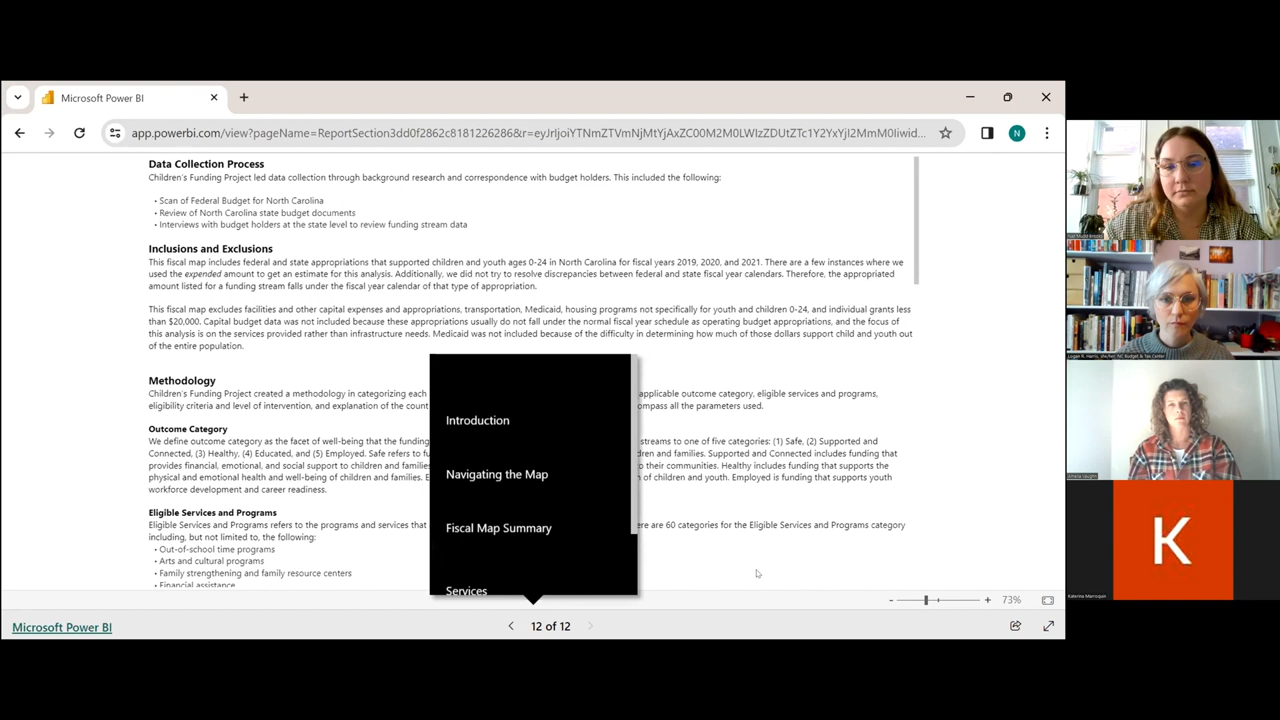 Microsoft Power BI
app.powerbi.com/view?pageName=ReportSection3dd0f2862c818122​62868&r=eyJrIjoiYTNmZTVmNjMtYjAxZC00M2M0LWIzZDUtZTc1Y2YxYjI2MmM0Iiwid...
N
Data Collection Process
Children's Funding Project led data collection through background research and correspondence with budget holders. This included the following:
• Scan of Federal Budget for North Carolina
• Review of North Carolina state budget documents
• Interviews with budget holders at the state level to review funding stream data
Inclusions and Exclusions
This fiscal map includes federal and state appropriations that supported children and youth ages 0-24 in North Carolina for fiscal years 2019, 2020, and 2021. There are a few instances where we
used the expended amount to get an estimate for this analysis. Additionally, we did not try to resolve discrepancies between federal and state fiscal year calendars. Therefore, the appropriated
amount listed for a funding stream falls under the fiscal year calendar of that type of appropriation.
This fiscal map excludes facilities and other capital expenses and appropriations, transportation, Medicaid, housing programs not specifically for youth and children 0-24, and individual grants less
than $20,000. Capital budget data was not included because these appropriations usually do not fall under the normal fiscal year schedule as operating budget appropriations, and the focus of
this analysis is on the services provided rather than infrastructure needs. Medicaid was not included because of the difficulty in determining how much of those dollars support child and youth out
of the entire population.
Methodology
Children's Funding Project created a methodology in categorizing each applicable outcome category, eligible services and programs,
eligibility criteria and level of intervention, and explanation of the count compass all the parameters used.
Outcome Category
We define outcome category as the facet of well-being that the funding streams to one of five categories: (1) Safe, (2) Supported and
Connected, (3) Healthy, (4) Educated, and (5) Employed. Safe refers to fu dren and families. Supported and Connected includes funding that
provides financial, emotional, and social support to children and families to their communities. Healthy includes funding that supports the
physical and emotional health and well-being of children and families. E of children and youth. Employed is funding that supports youth
workforce development and career readiness.
Eligible Services and Programs
Eligible Services and Programs refers to the programs and services that ere are 60 categories for the Eligible Services and Programs category
including, but not limited to, the following:
• Out-of-school time programs
• Arts and cultural programs
• Family strengthening and family resource centers
• Financial assistance
Introduction
Navigating the Map
Fiscal Map Summary
Services
73%
Microsoft Power BI
12 of 12
Logan R. Harris, she/her, NC Budget & Tax Center
K
Katerina Marroquin